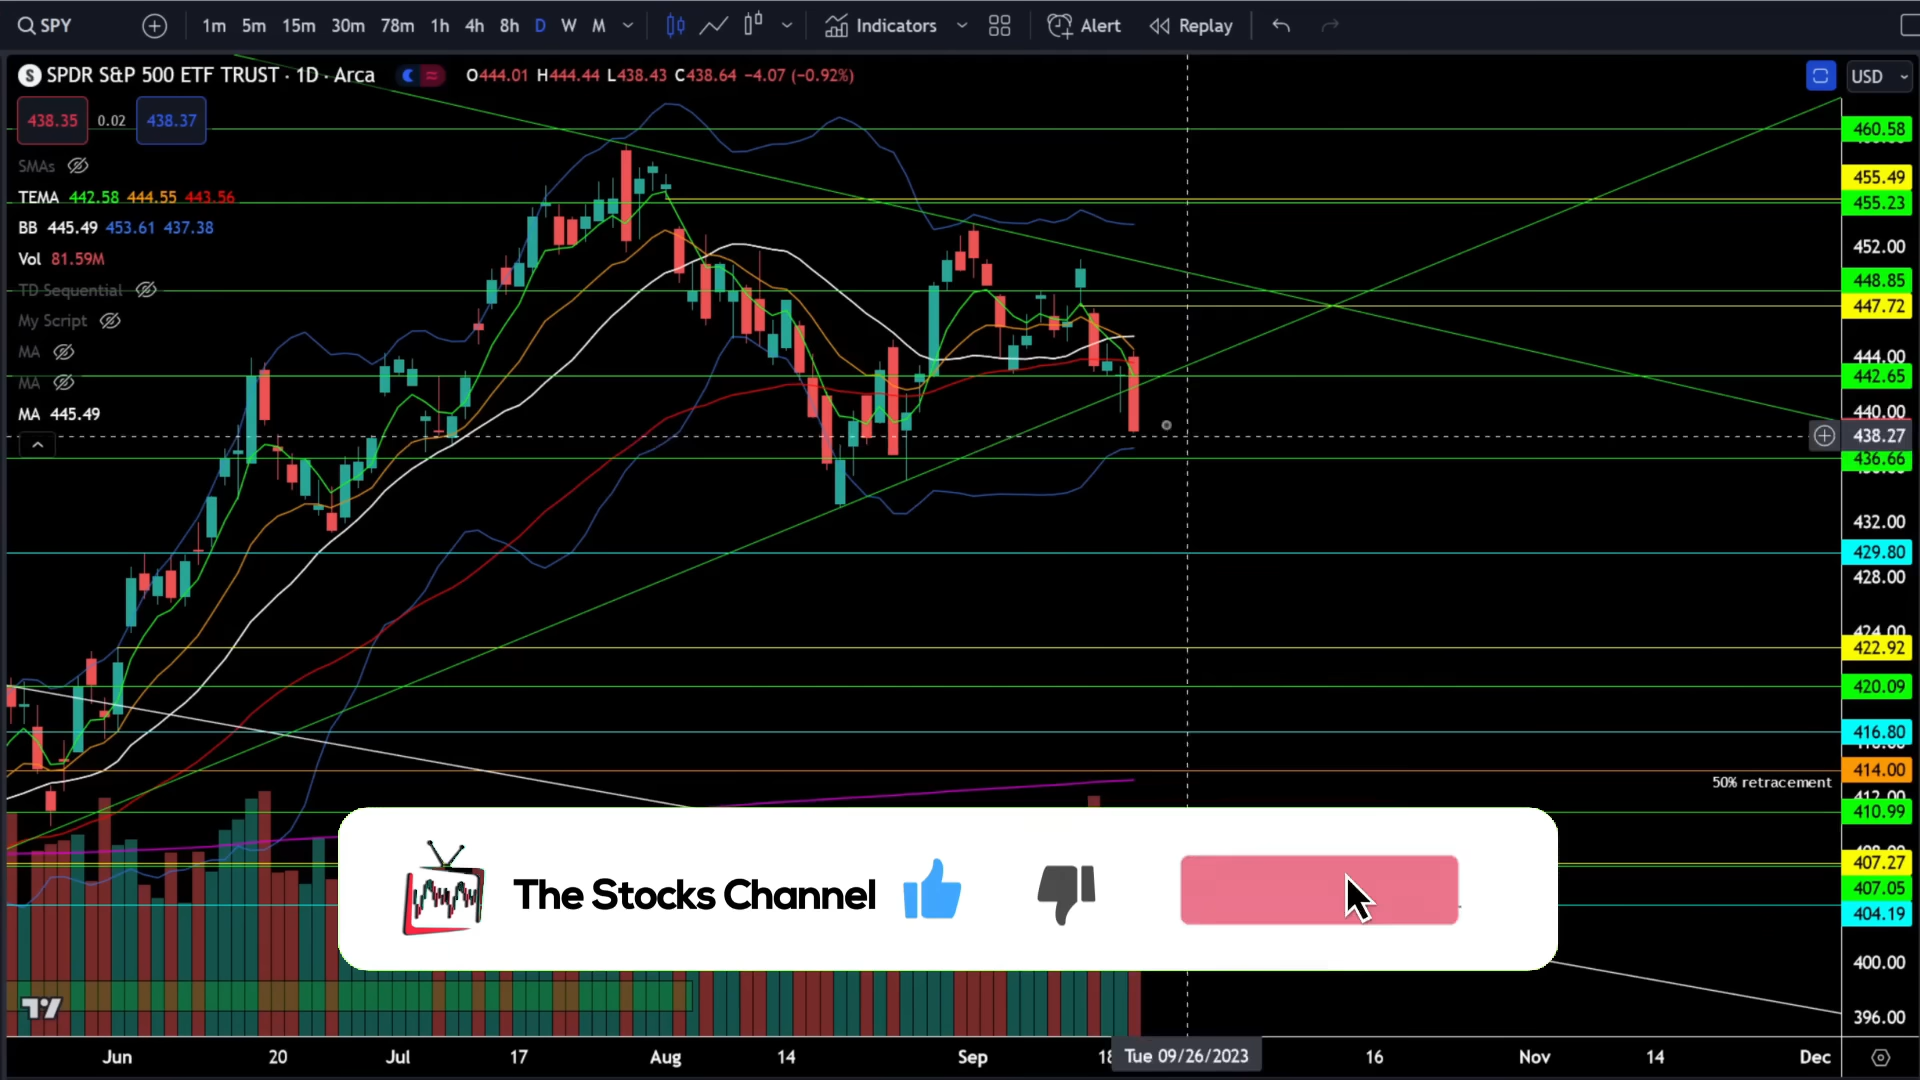 SPY 1m 5m 15m 30m 78m 1h 4h 8h D W M Indicators Alert Replay
SPDR S&P 500 ETF TRUST · 1D · Arca O444.01 H444.44 L438.43 C438.64 −4.07 (−0.92%)
USD
438.35 0.02 438.37
SMAs
TEMA 442.58 444.55 443.56
BB 445.49 453.61 437.38
Vol 81.59M
TD Sequential
My Script
MA
MA
MA 445.49
460.58
455.49
455.23
452.00
448.85
447.72
444.00
442.65
440.00
438.27
436.66
432.00
429.80
428.00
424.00
422.92
420.09
416.80
414.00
50% retracement
412.00
410.99
407.27
407.05
404.19
400.00
396.00
The Stocks Channel
Jun 20 Jul 17 Aug 14 Sep 18 Tue 09/26/2023 16 Nov 14 Dec